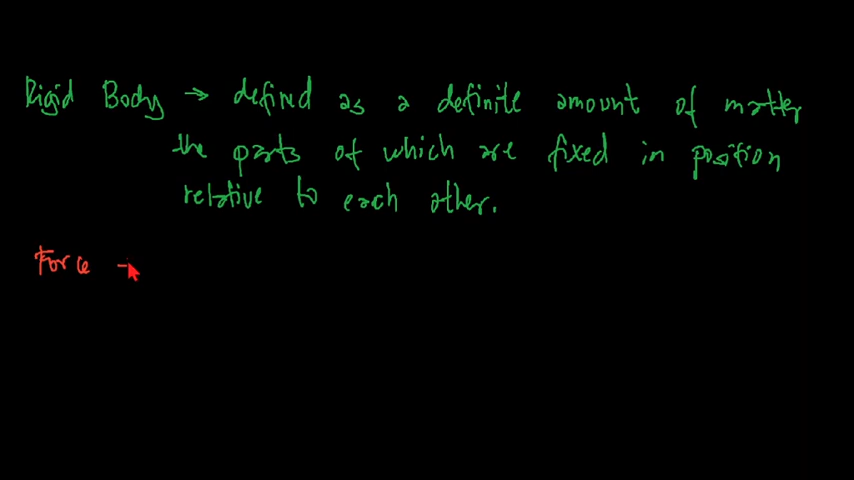 Rigid Body → defined as a definite amount of matter
the parts of which are fixed in position
relative to each other.
Force -